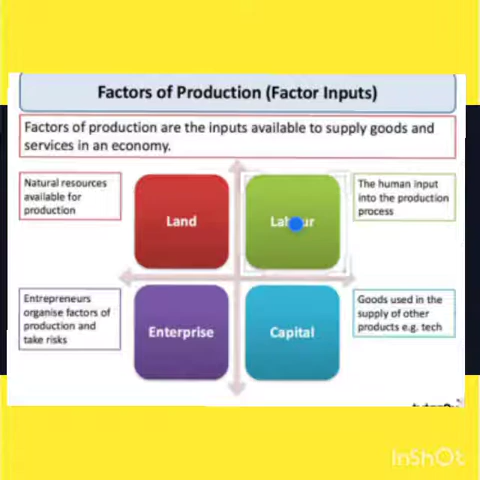 Factors of Production (Factor Inputs)
Factors of production are the inputs available to supply goods and
services in an economy.
Natural resources
available for
production
Land
The human input
into the production
process
Entrepreneurs
organise factors of
production and
take risks
Enterprise
Capital
Goods used in the
supply of other
products e.g. tech
InShOt